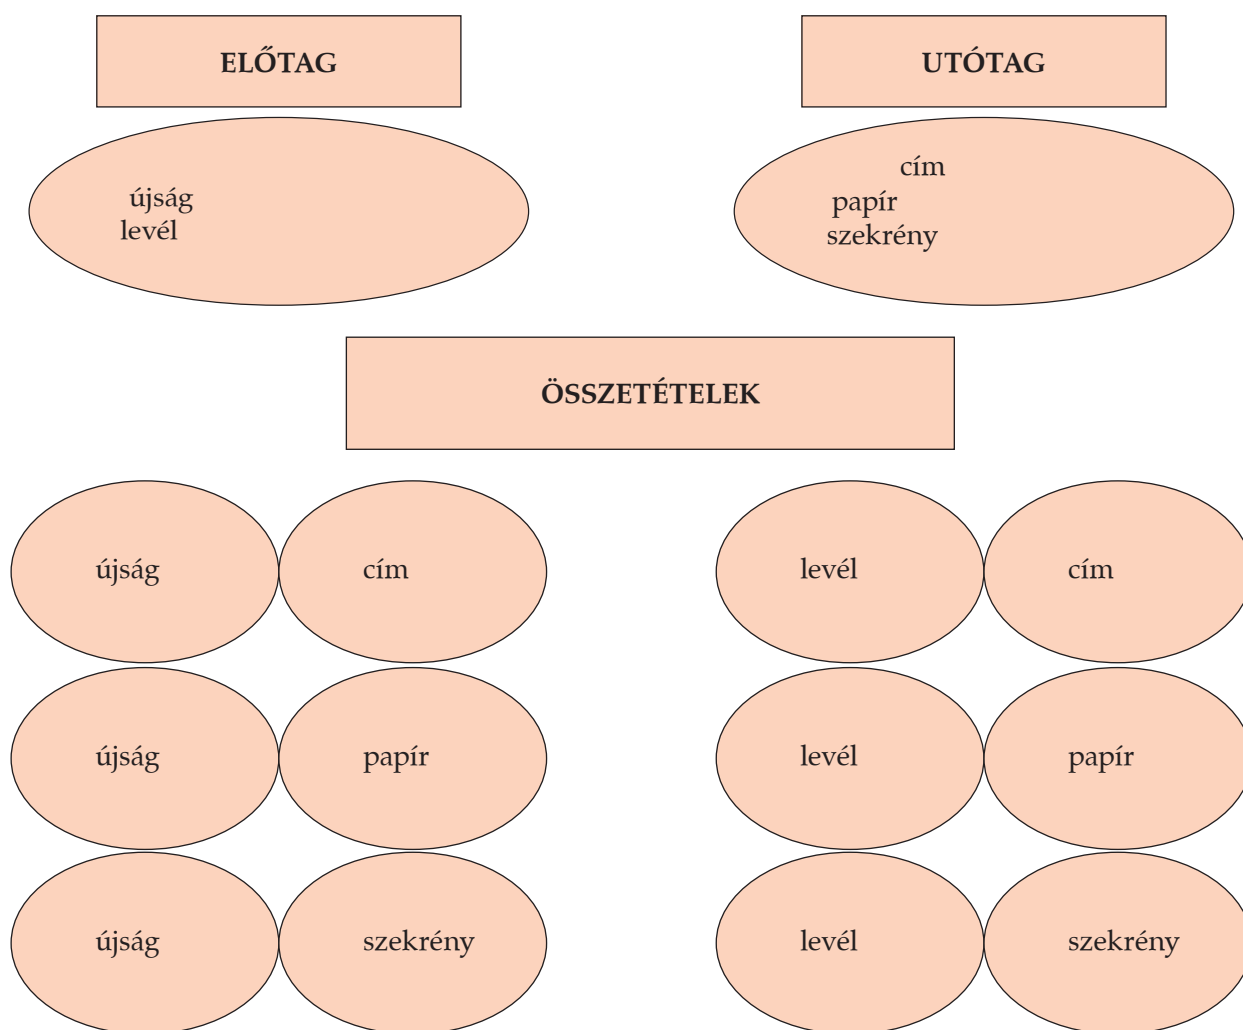 ELŐTAG
UTÓTAG
újság
levél
cím
papír
szekrény
ÖSSZETÉTELEK
újság cím
levél cím
újság papír
levél papír
újság szekrény
levél szekrény